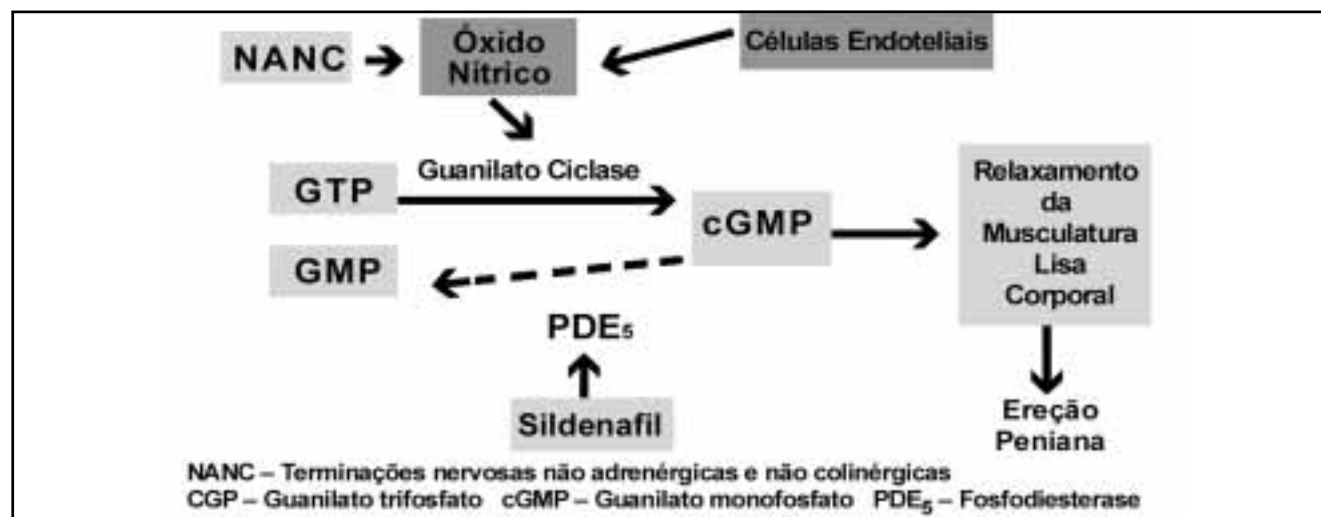 NANC
Óxido
Nítrico
Células Endoteliais
GTP
Guanilato Ciclase
cGMP
Relaxamento
da
Musculatura
Lisa
Corporal
GMP
PDE₅
Sildenafil
Ereção
Peniana
NANC – Terminações nervosas não adrenérgicas e não colinérgicas
CGP – Guanilato trifosfato cGMP – Guanilato monofosfato PDE₅ – Fosfodiesterase